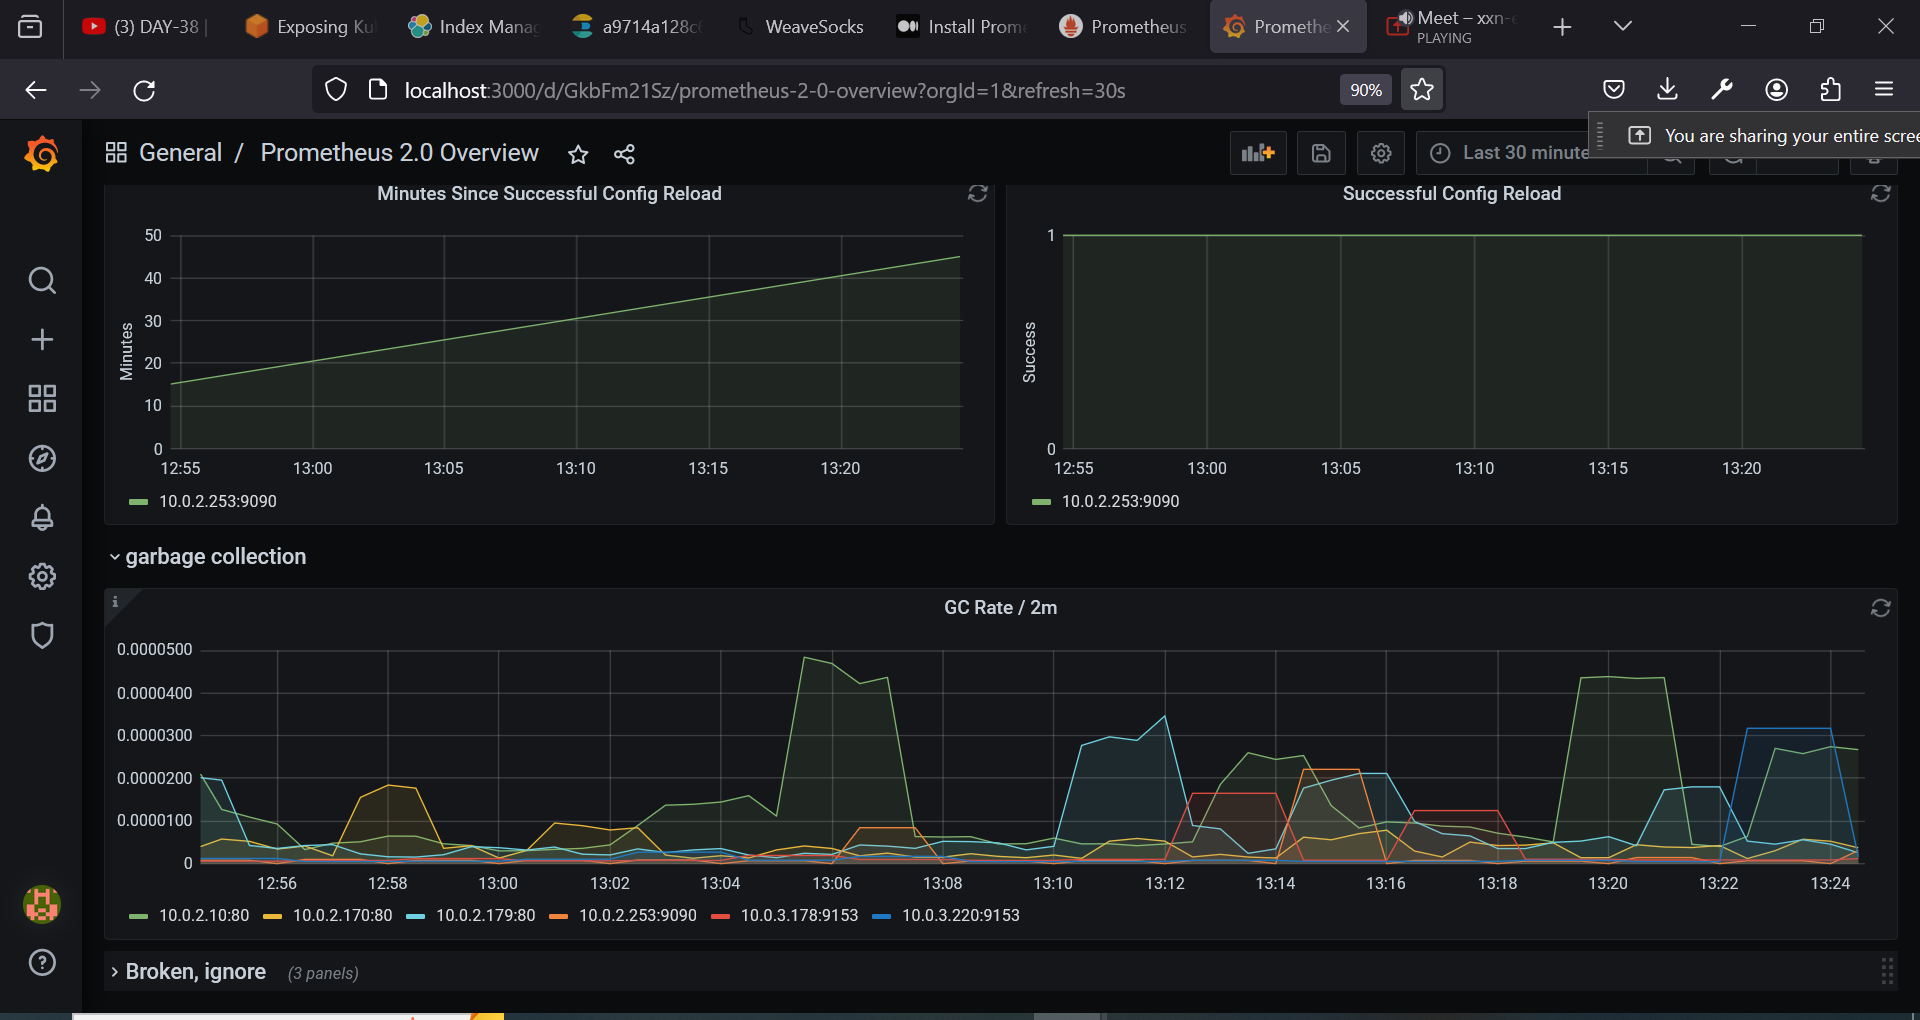 (3) DAY-38 |
Exposing Ku
Index Mana
a9714a128c
WeaveSocks
Install Prom
Prometheus
Promethe
Meet – xxn-
PLAYING
localhost:3000/d/GkbFm21Sz/prometheus-2-0-overview?orgId=1&refresh=30s
90%
You are sharing your entire scree
General / Prometheus 2.0 Overview
Last 30 minute
Minutes Since Successful Config Reload
50
40
30
20
10
0
Minutes
12:55 13:00 13:05 13:10 13:15 13:20
10.0.2.253:9090
Successful Config Reload
1
0
Success
12:55 13:00 13:05 13:10 13:15 13:20
10.0.2.253:9090
garbage collection
i
GC Rate / 2m
0.0000500
0.0000400
0.0000300
0.0000200
0.0000100
0
12:56 12:58 13:00 13:02 13:04 13:06 13:08 13:10 13:12 13:14 13:16 13:18 13:20 13:22 13:24
10.0.2.10:80 10.0.2.170:80 10.0.2.179:80 10.0.2.253:9090 10.0.3.178:9153 10.0.3.220:9153
Broken, ignore (3 panels)